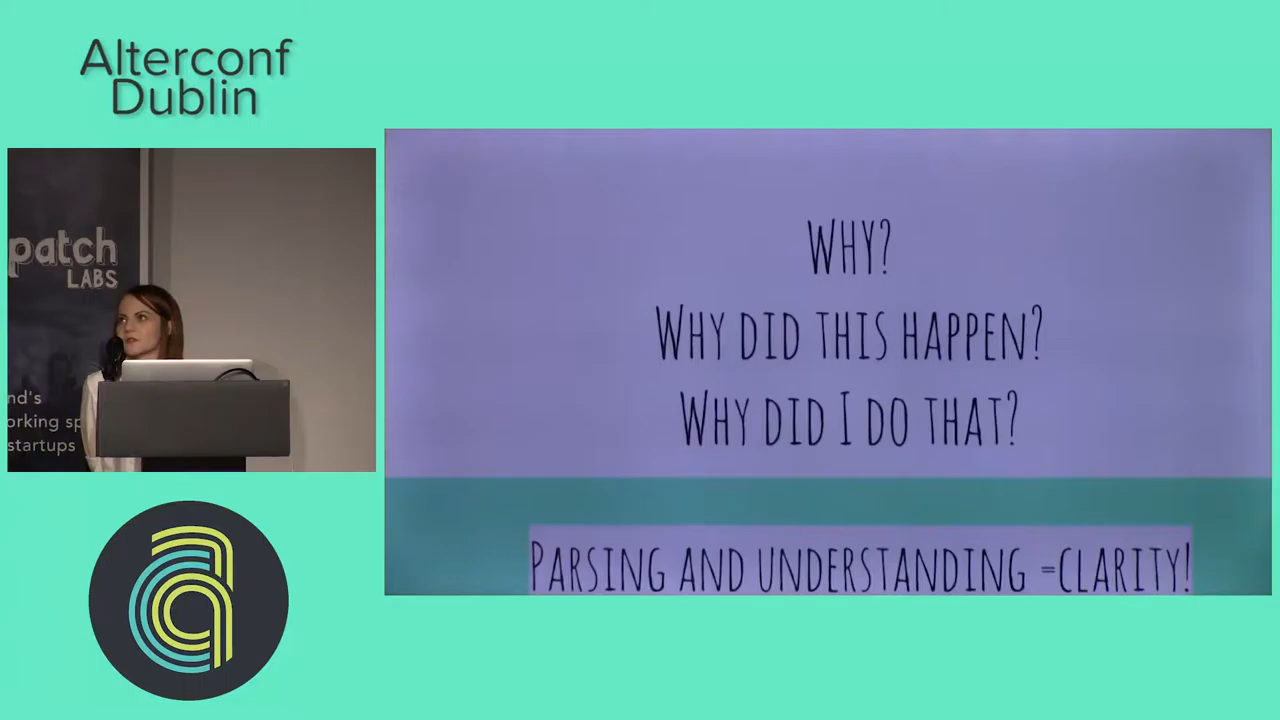 Alterconf
Dublin
patch
LABS
nd's
orking sp
startups
WHY?
WHY DID THIS HAPPEN?
WHY DID I DO THAT?
PARSING AND UNDERSTANDING =CLARITY!